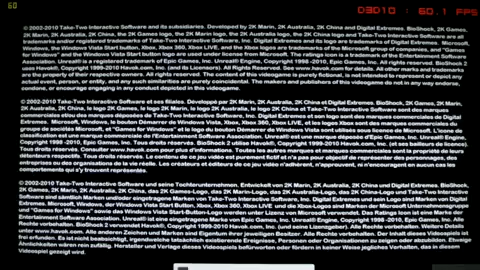 60
D3D10 : 60.1 FPS
© 2002-2010 Take-Two Interactive Software and its subsidiaries. Developed by 2K Marin, 2K Australia, 2K China and Digital Extremes. BioShock, 2K
Games, 2K Marin, 2K Australia, 2K China, the 2K Games logo, the 2K Marin logo, the 2K Australia logo, the 2K China logo and Take-Two Interactive Software are all
trademarks and/or registered trademarks of Take-Two Interactive Software, Inc. Digital Extremes and its logo are trademarks of Digital Extremes. Microsoft,
Windows, the Windows Vista Start button, Xbox, Xbox 360, Xbox LIVE, and the Xbox logos are trademarks of the Microsoft group of companies, and "Games
for Windows" and the Windows Vista Start button logo are used under license from Microsoft. The ratings icon is a trademark of the Entertainment Software
Association. Unreal® is a registered trademark of Epic Games, Inc. Unreal Engine, Copyright 1998-2010, Epic Games, Inc. All rights reserved. BioShock 2
uses Havok®, Copyright 1999-2010 Havok.com, Inc. (and its Licensors). All Rights Reserved. See www.havok.com for details. All other marks and trademarks
are the property of their respective owners. All rights reserved. The content of this videogame is purely fictional, is not intended to represent or depict any
actual event, person, or entity, and any such similarities are purely coincidental. The makers and publishers of this videogame do not in any way endorse,
condone, or encourage engaging in any conduct depicted in this videogame.
© 2002-2010 Take-Two Interactive Software et ses filiales. Développé par 2K Marin, 2K Australia, 2K China et Digital Extremes. BioShock, 2K Games, 2K Marin,
2K Australia, 2K China, le logo 2K Games, le logo 2K Marin, le logo 2K Australia, le logo 2K China et Take-Two Interactive Software sont des marques
commerciales et/ou des marques déposées de Take-Two Interactive Software, Inc. Digital Extremes et son logo sont des marques commerciales de Digital
Extremes. Microsoft, Windows, le bouton Démarrer de Windows Vista, Xbox, Xbox 360, Xbox LIVE, et les logos Xbox sont des marques commerciales du
groupe de sociétés Microsoft, et "Games for Windows" et le logo du bouton Démarrer de Windows Vista sont utilisés sous licence de Microsoft. L'icone de
classification est une marque commerciale de l'Entertainment Software Association. Unreal® est une marque déposée d'Epic Games, Inc. Unreal Engine,
Copyright 1998-2010, Epic Games, Inc. Tous droits réservés. BioShock 2 utilise Havok®, Copyright 1999-2010 Havok.com, Inc. (et ses bailleurs de licence).
Tous droits réservés. Consulter www.havok.com pour plus d'informations. Toutes les autres marques et marques commerciales sont la propriété de leurs
détenteurs respectifs. Tous droits réservés. Le contenu de ce jeu vidéo est purement fictif et n'a pas pour objectif de représenter des personnages, des
entreprises ou des organisations de la vie réelle. Les créateurs et éditeurs de ce jeu vidéo n'adhèrent, n'approuvent, ni n'encouragent en aucun cas les
comportements qui s'y trouvent représentés.
© 2002-2010 Take-Two Interactive Software und seine Tochterunternehmen. Entwickelt von 2K Marin, 2K Australia, 2K China und Digital Extremes. BioShock,
2K Games, 2K Marin, 2K Australia, 2K China, das 2K Games-Logo, das 2K Marin-Logo, das 2K Australia-Logo, das 2K China-Logo und Take-Two Interactive
Software sind sämtlich Marken und/oder eingetragene Marken von Take-Two Interactive Software, Inc. Digital Extremes und sein Logo sind Marken von Digital
Extremes. Microsoft, Windows, der Windows Vista Start Button, Xbox, Xbox 360, Xbox LIVE und die Xbox-Logos sind Marken der Microsoft Unternehmensgruppe
und "Games for Windows" sowie das Windows Vista Start-Button-Logo werden unter Lizenz von Microsoft verwendet. Das Ratings Icon ist eine Marke der
Entertainment Software Association. Unreal® ist eine eingetragene Marke von Epic Games, Inc. Unreal® Engine, Copyright 1998-2010, Epic Games, Inc. Alle
Rechte vorbehalten. BioShock 2 verwendet Havok®, Copyright 1999-2010 Havok.com, Inc. (und seine Lizenzgeber). Alle Rechte vorbehalten. Weitere Details
unter www.havok.com. Alle anderen Zeichen und Marken sind Eigentum ihrer jeweiligen Besitzer. Alle Rechte vorbehalten. Der Inhalt dieses Videospiels ist
frei erfunden. Es ist nicht beabsichtigt, irgendwelche tatsächlich existierende Ereignisse, Personen oder Organisationen zu zeigen oder abzubilden. Etwaige
Ähnlichkeiten wären rein zufällig. Hersteller und Verlage dieses Videospiels befürworten oder fördern in keiner Weise jegliches Verhalten, das in diesem
Videospiel gezeigt wird.